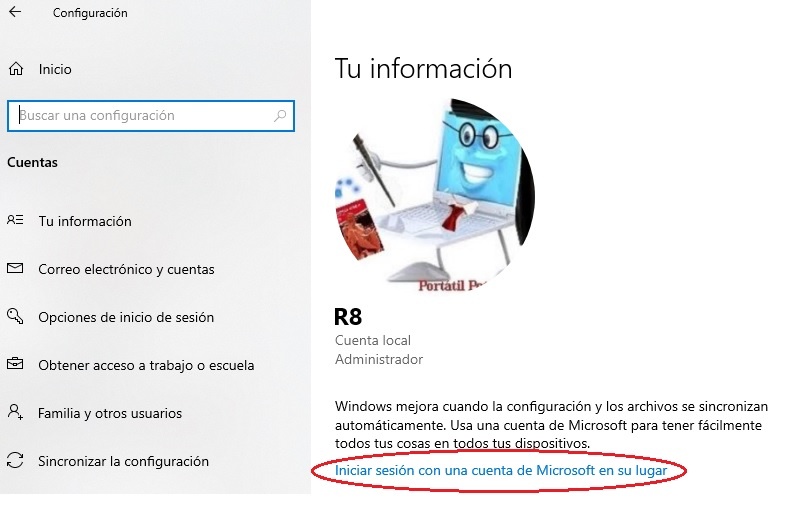 Configuración
Inicio
Buscar una configuración
Cuentas
Tu información
Correo electrónico y cuentas
Opciones de inicio de sesión
Obtener acceso a trabajo o escuela
Familia y otros usuarios
Sincronizar la configuración
Tu información
Portátil
R8
Cuenta local
Administrador
Windows mejora cuando la configuración y los archivos se sincronizan
automáticamente. Usa una cuenta de Microsoft para tener fácilmente
todos tus cosas en todos tus dispositivos.
Iniciar sesión con una cuenta de Microsoft en su lugar